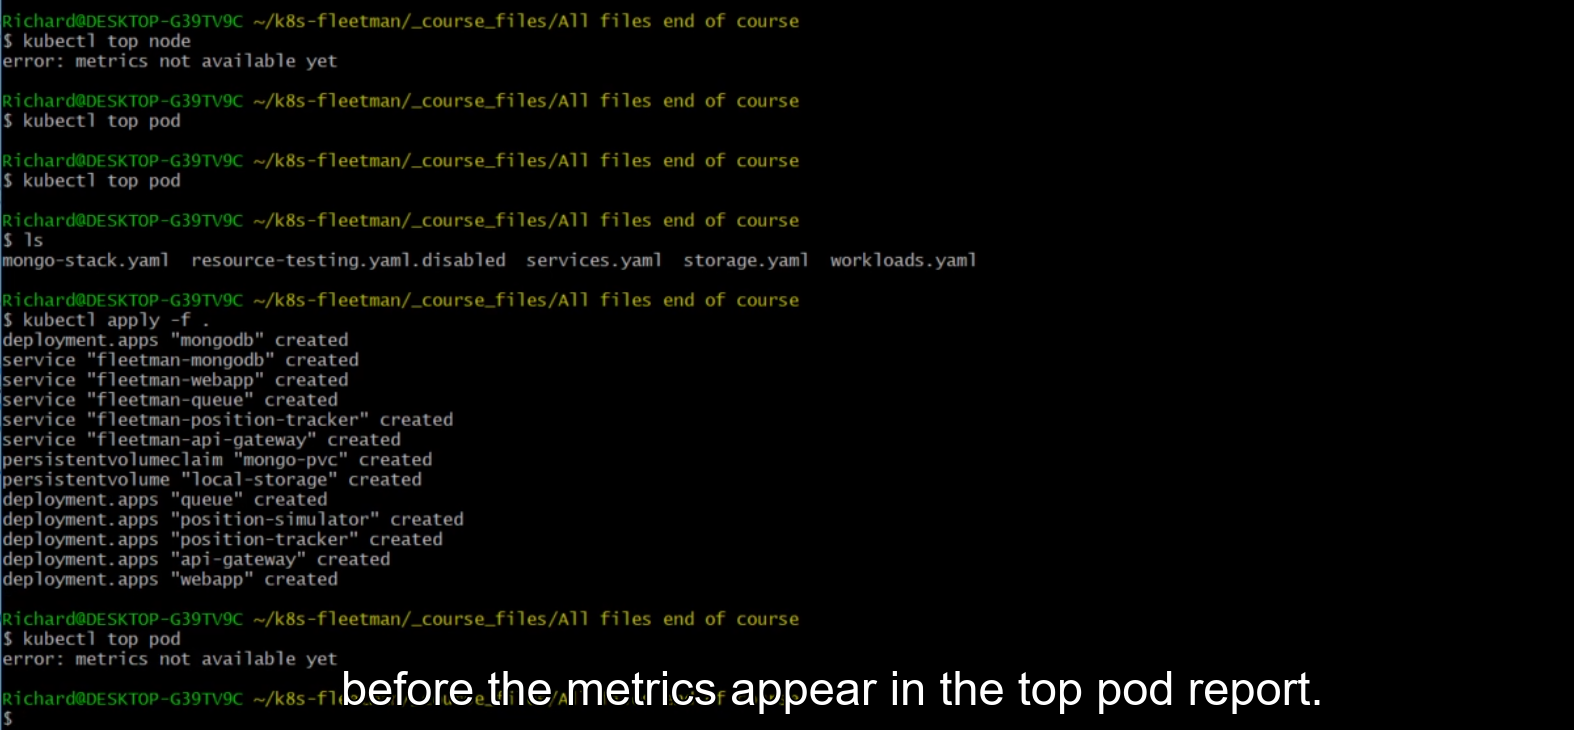 Richard@DESKTOP-G39TV9C ~/k8s-fleetman/_course_files/All files end of course
$ kubectl top node
error: metrics not available yet
Richard@DESKTOP-G39TV9C ~/k8s-fleetman/_course_files/All files end of course
$ kubectl top pod
Richard@DESKTOP-G39TV9C ~/k8s-fleetman/_course_files/All files end of course
$ kubectl top pod
Richard@DESKTOP-G39TV9C ~/k8s-fleetman/_course_files/All files end of course
$ ls
mongo-stack.yaml  resource-testing.yaml.disabled  services.yaml  storage.yaml  workloads.yaml
Richard@DESKTOP-G39TV9C ~/k8s-fleetman/_course_files/All files end of course
$ kubectl apply -f .
deployment.apps "mongodb" created
service "fleetman-mongodb" created
service "fleetman-webapp" created
service "fleetman-queue" created
service "fleetman-position-tracker" created
service "fleetman-api-gateway" created
persistentvolumeclaim "mongo-pvc" created
persistentvolume "local-storage" created
deployment.apps "queue" created
deployment.apps "position-simulator" created
deployment.apps "position-tracker" created
deployment.apps "api-gateway" created
deployment.apps "webapp" created
Richard@DESKTOP-G39TV9C ~/k8s-fleetman/_course_files/All files end of course
$ kubectl top pod
error: metrics not available yet
Richard@DESKTOP-G39TV9C
before the metrics appear in the top pod report.
$